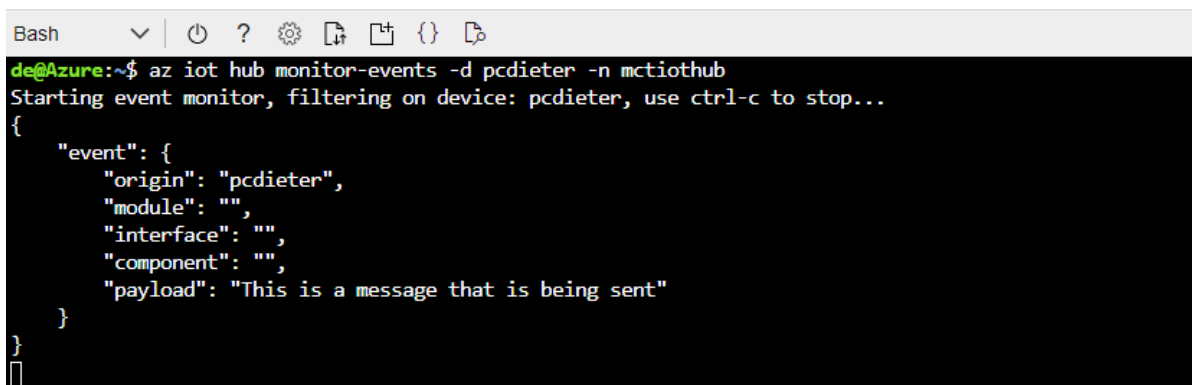 Bash ? {}
de@Azure:~$ az iot hub monitor-events -d pcdieter -n mctiothub
Starting event monitor, filtering on device: pcdieter, use ctrl-c to stop...
{
    "event": {
        "origin": "pcdieter",
        "module": "",
        "interface": "",
        "component": "",
        "payload": "This is a message that is being sent"
    }
}